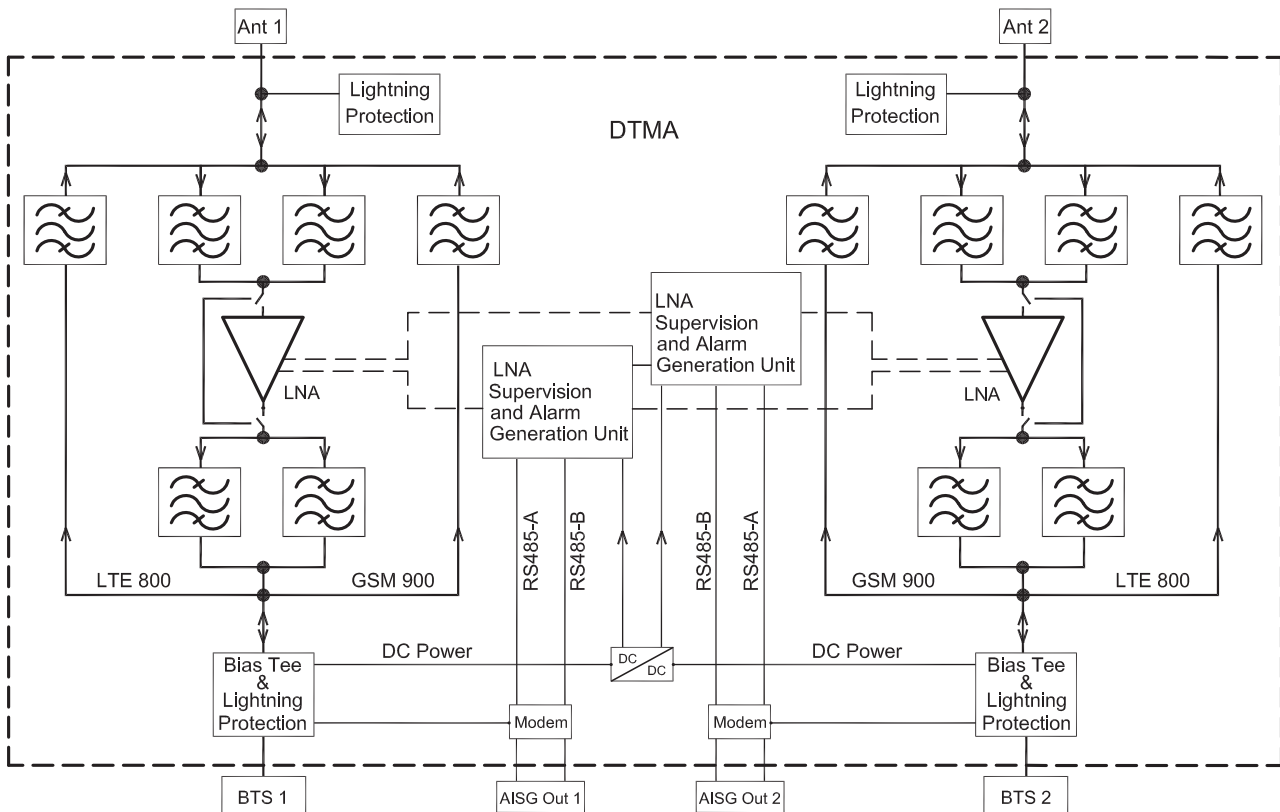 Ant 1
Ant 2
Lightning
Protection
Lightning
Protection
DTMA
LNA
Supervision
and Alarm
Generation Unit
LNA
Supervision
and Alarm
Generation Unit
LNA
LNA
RS485-A
RS485-B
RS485-B
RS485-A
LTE 800
GSM 900
GSM 900
LTE 800
DC Power
DC
DC
DC Power
Bias Tee
&
Lightning
Protection
Bias Tee
&
Lightning
Protection
Modem
Modem
BTS 1
AISG Out 1
AISG Out 2
BTS 2